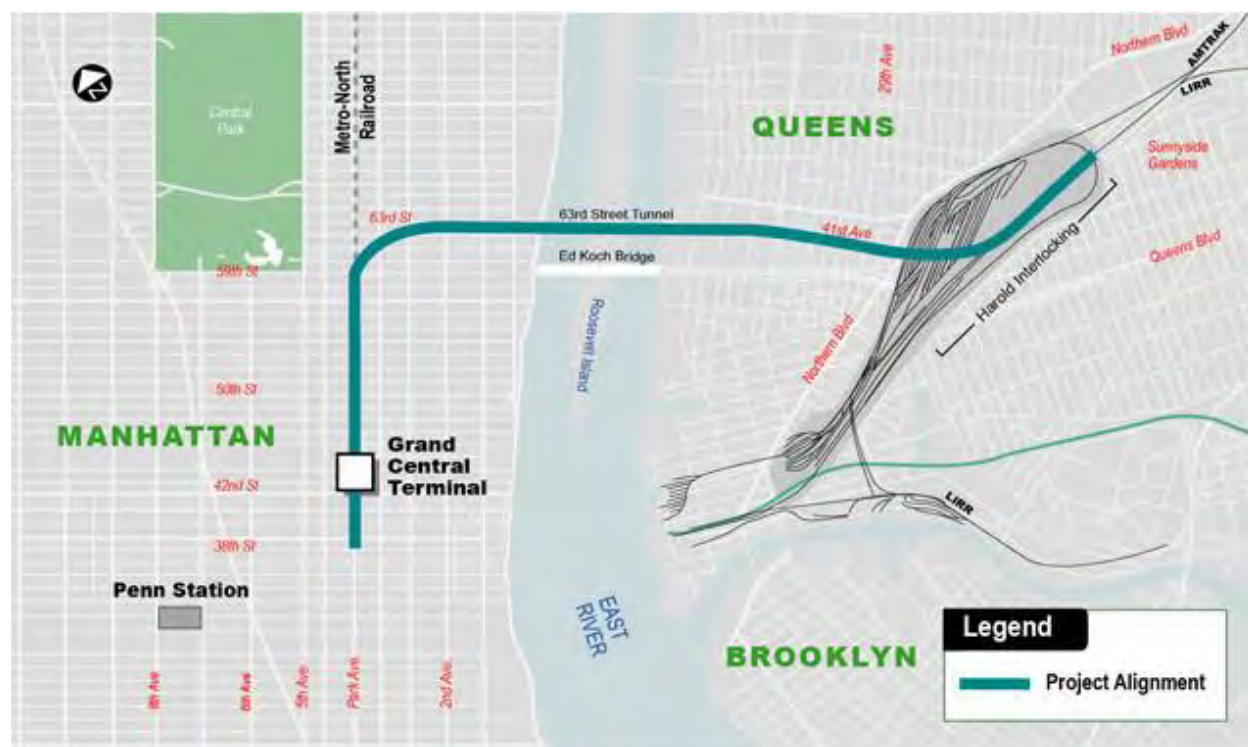 Northern Blvd
AMTRAK
LIRR
29th Ave
Metro-North
Railroad
Central
Park
QUEENS
Sunnyside
Gardens
63rd St
63rd Street Tunnel
41st Ave
Queens Blvd
Ed Koch Bridge
59th St
Harold Interlocking
Roosevelt Island
Northern Blvd
50th St
MANHATTAN
Grand
Central
Terminal
42nd St
LIRR
38th St
Penn Station
EAST
RIVER
BROOKLYN
Legend
Project Alignment
8th Ave
6th Ave
5th Ave
Park Ave.
2nd Ave.
N